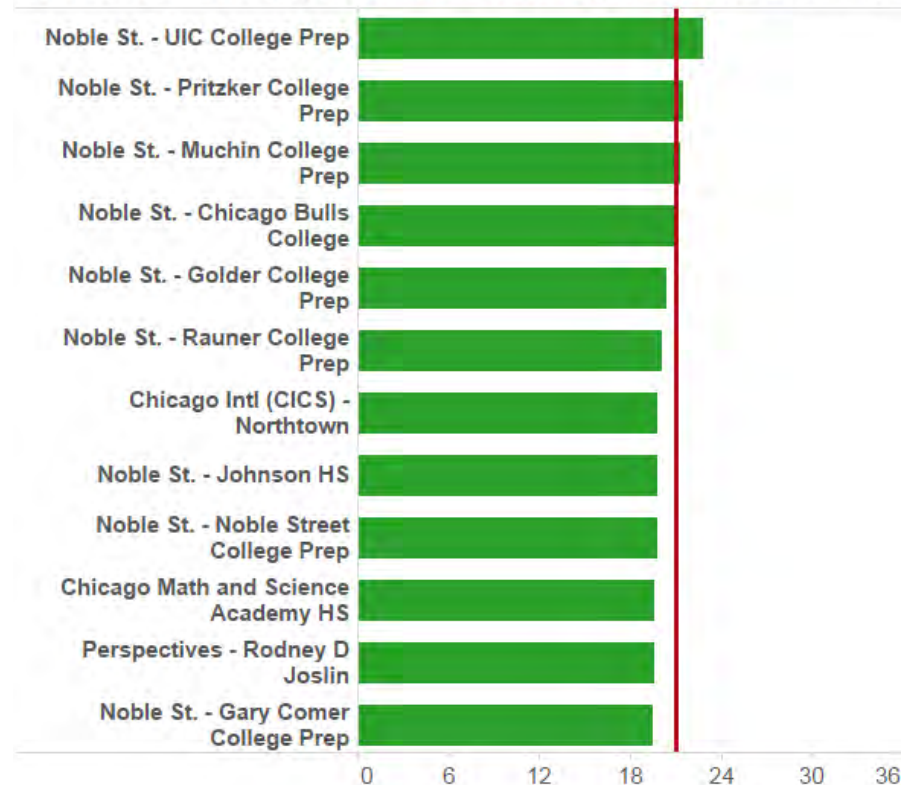 Noble St. - UIC College Prep
Noble St. - Pritzker College
Prep
Noble St. - Muchin College
Prep
Noble St. - Chicago Bulls
College
Noble St. - Golder College
Prep
Noble St. - Rauner College
Prep
Chicago Intl (CICS) -
Northtown
Noble St. - Johnson HS
Noble St. - Noble Street
College Prep
Chicago Math and Science
Academy HS
Perspectives - Rodney D
Joslin
Noble St. - Gary Comer
College Prep
0 6 12 18 24 30 36